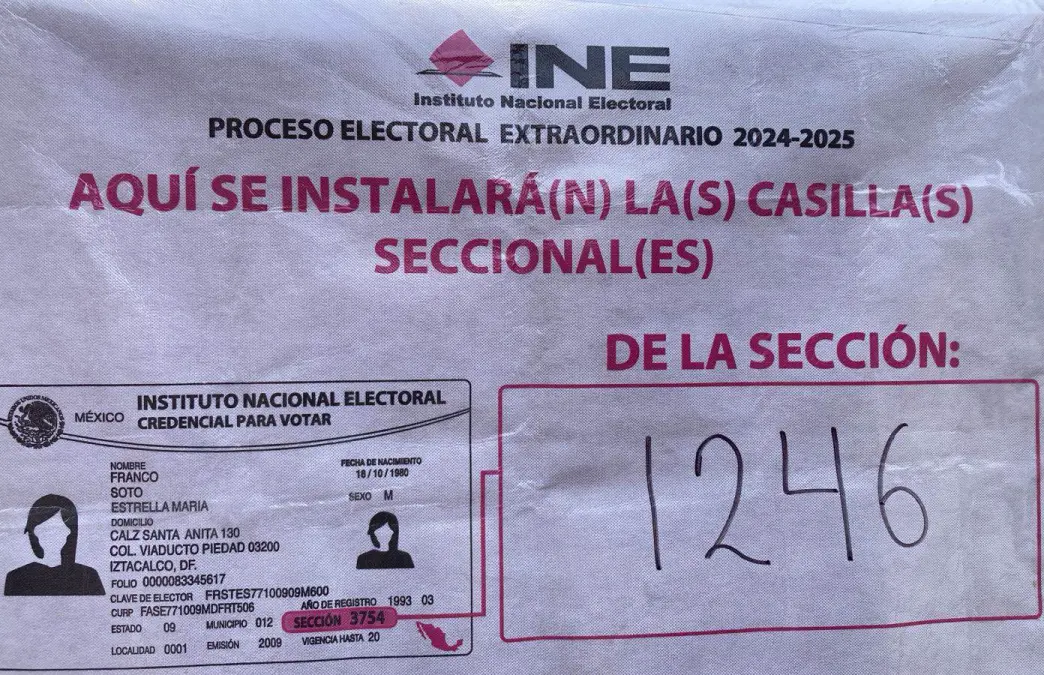 INE
Instituto Nacional Electoral
PROCESO ELECTORAL EXTRAORDINARIO 2024-2025
AQUÍ SE INSTALARÁ(N) LA(S) CASILLA(S)
SECCIONAL(ES)
DE LA SECCIÓN:
1246
MÉXICO
INSTITUTO NACIONAL ELECTORAL
CREDENCIAL PARA VOTAR
NOMBRE
FRANCO
SOTO
ESTRELLA MARIA
FECHA DE NACIMIENTO
16/10/1980
SEXO M
DOMICILIO
CALZ SANTA ANITA 130
COL. VIADUCTO PIEDAD 03200
IZTACALCO, DF.
FOLIO 0000083345617
CLAVE DE ELECTOR FRSTES77100909M600
CURP FASE771009MDFRT506
AÑO DE REGISTRO 1993 03
ESTADO 09
MUNICIPIO 012
SECCIÓN 3754
LOCALIDAD 0001
EMISIÓN 2009
VIGENCIA HASTA 20